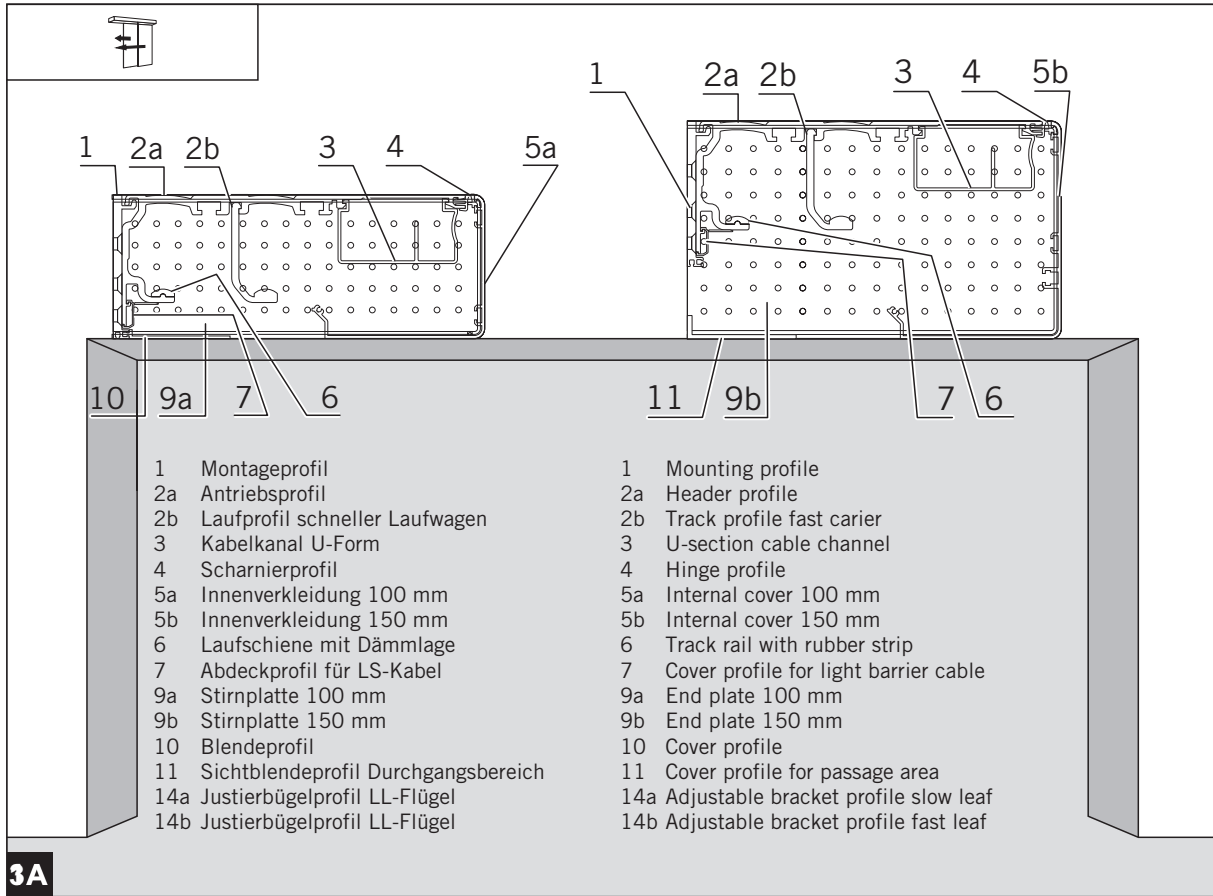 1 2a 2b 3 4 5b
1 2a 2b 3 4 5a
10 9a 7 6
11 9b 7 6
1 Montageprofil
2a Antriebsprofil
2b Laufprofil schneller Laufwagen
3 Kabelkanal U-Form
4 Scharnierprofil
5a Innenverkleidung 100 mm
5b Innenverkleidung 150 mm
6 Laufschiene mit Dämmlage
7 Abdeckprofil für LS-Kabel
9a Stirnplatte 100 mm
9b Stirnplatte 150 mm
10 Blendeprofil
11 Sichtblendeprofil Durchgangsbereich
14a Justierbügelprofil LL-Flügel
14b Justierbügelprofil LL-Flügel
1 Mounting profile
2a Header profile
2b Track profile fast carier
3 U-section cable channel
4 Hinge profile
5a Internal cover 100 mm
5b Internal cover 150 mm
6 Track rail with rubber strip
7 Cover profile for light barrier cable
9a End plate 100 mm
9b End plate 150 mm
10 Cover profile
11 Cover profile for passage area
14a Adjustable bracket profile slow leaf
14b Adjustable bracket profile fast leaf
3A